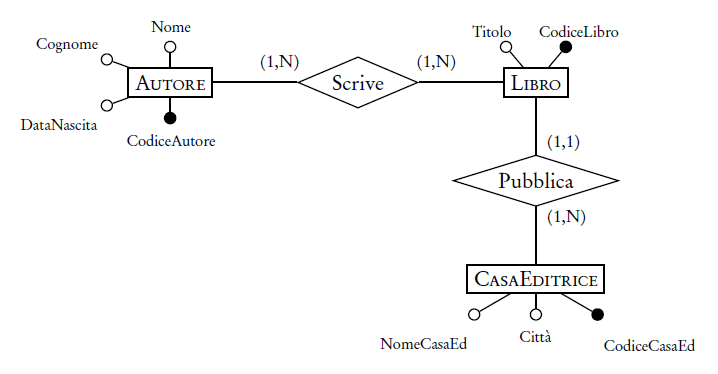 Nome
Cognome
Titolo
CodiceLibro
(1,N)
(1,N)
AUTORE
Scrive
LIBRO
DataNascita
CodiceAutore
(1,1)
Pubblica
(1,N)
CASAEDITRICE
NomeCasaEd
Città
CodiceCasaEd